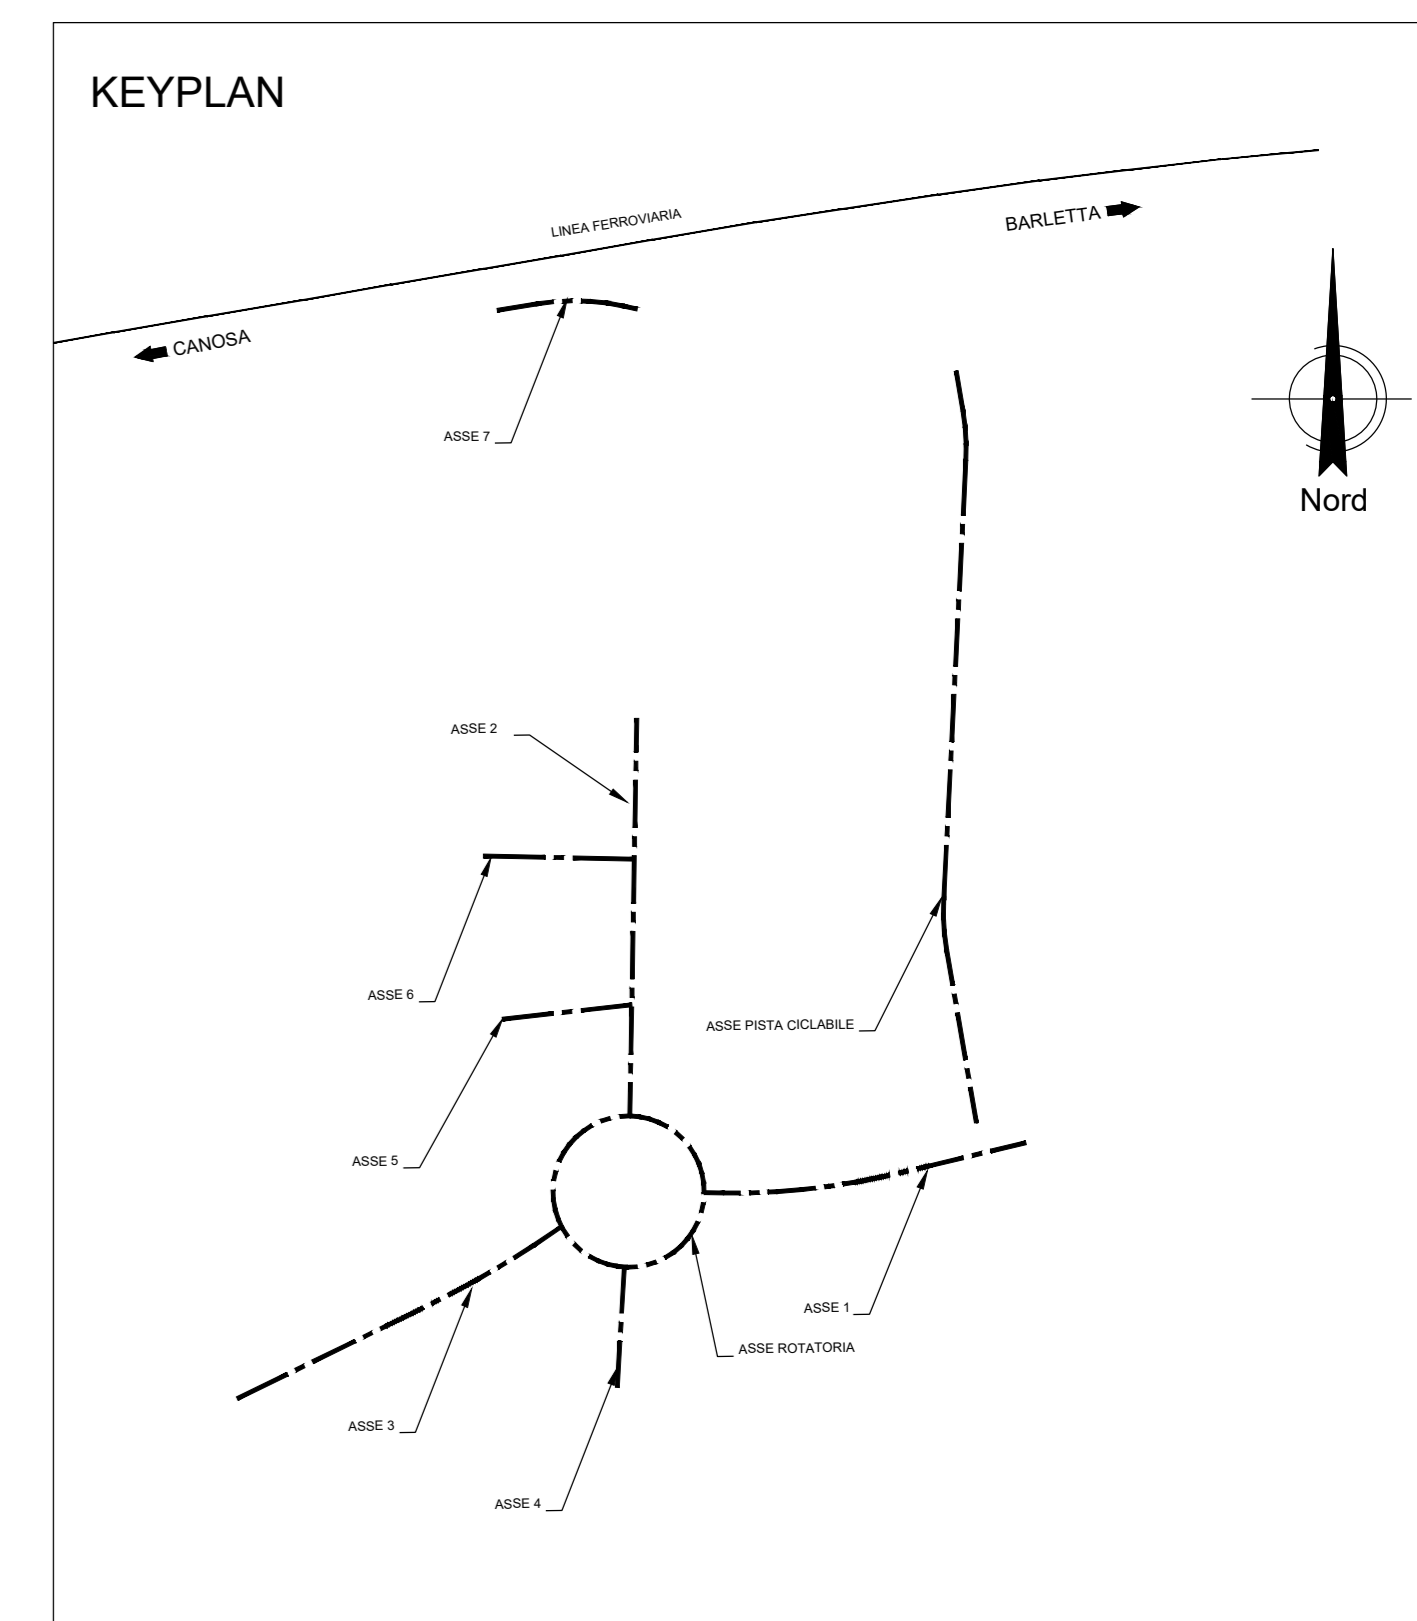 KEYPLAN
LINEA FERROVIARIA
BARLETTA
CANOSA
ASSE 7
Nord
ASSE 2
ASSE 6
ASSE PISTA CICLABILE
ASSE 5
ASSE 1
ASSE ROTATORIA
ASSE 3
ASSE 4